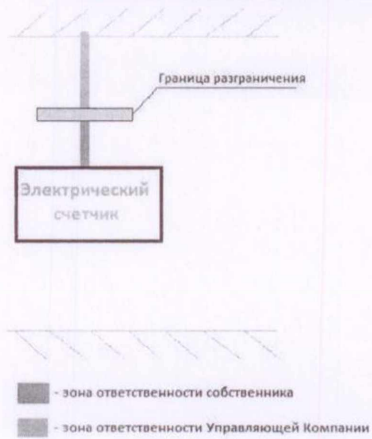 Граница разграничения
Электрический
счетчик
- зона ответственности собственника
- зона ответственности Управляющей Компании